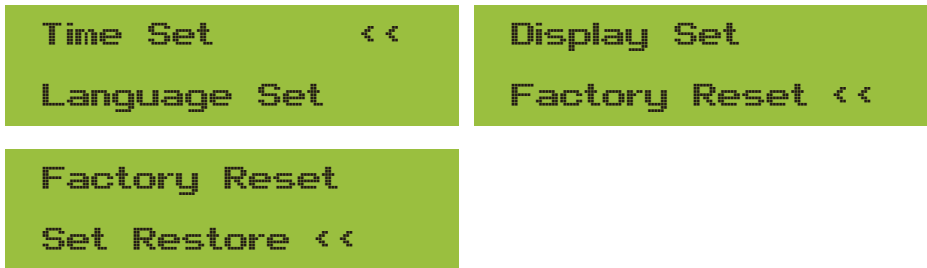 Time Set <<
Language Set
Display Set
Factory Reset <<
Factory Reset
Set Restore <<